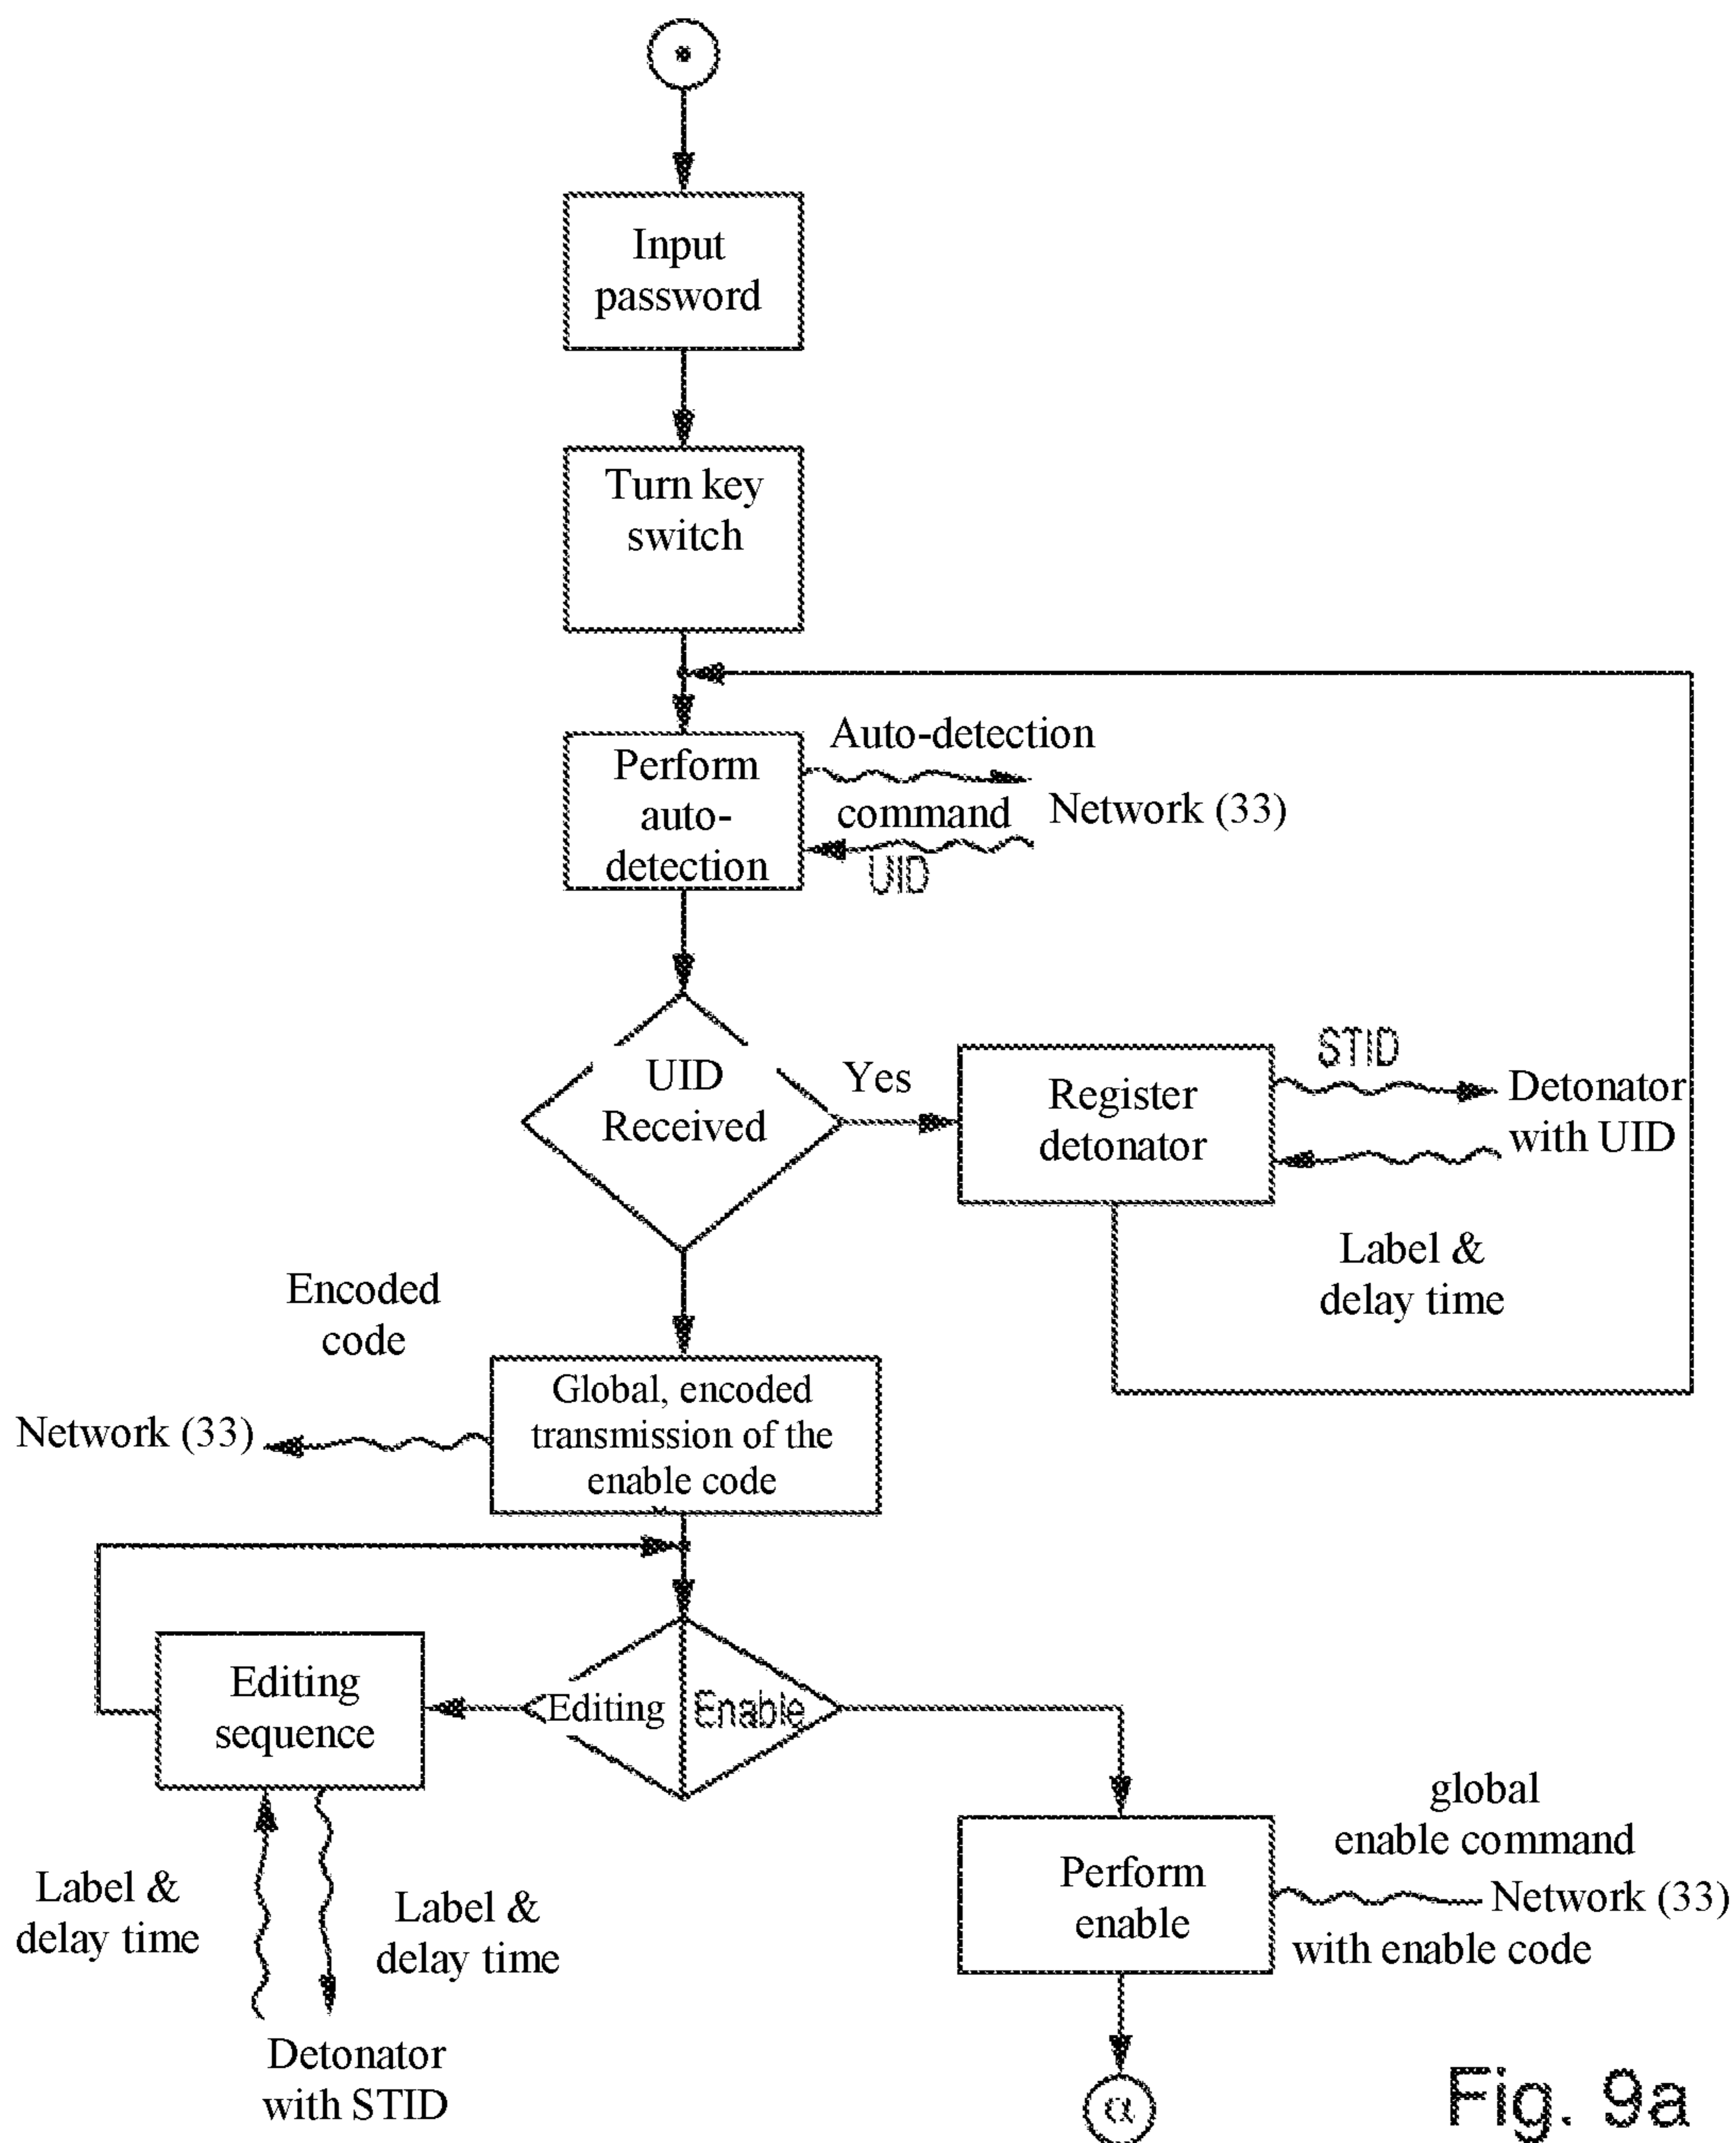 Input
password
Turn key
switch
Perform
auto-
detection
Auto-detection
command
UID
Network (33)
UID
Received
Yes
Register
detonator
STID
Detonator
with UID
Label &
delay time
Encoded
code
Global, encoded
transmission of the
enable code
Network (33)
Editing
sequence
Editing
Enable
Label &
delay time
Label &
delay time
Detonator
with STID
Perform
enable
global
enable command
Network (33)
with enable code
α
Fig. 9a